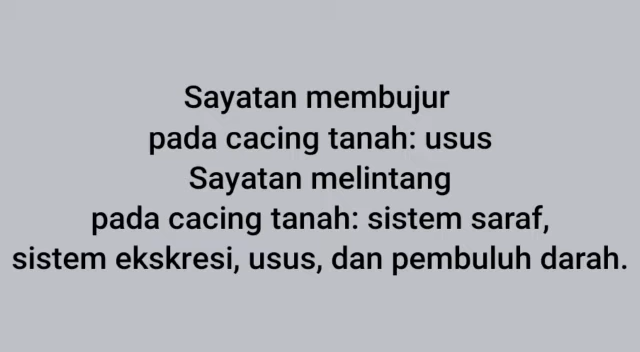 Sayatan membujur
pada cacing tanah: usus
Sayatan melintang
pada cacing tanah: sistem saraf,
sistem ekskresi, usus, dan pembuluh darah.